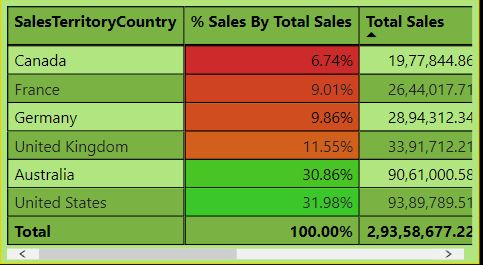 SalesTerritoryCountry % Sales By Total Sales Total Sales
Canada 6.74% 19,77,844.86
France 9.01% 26,44,017.71
Germany 9.86% 28,94,312.34
United Kingdom 11.55% 33,91,712.21
Australia 30.86% 90,61,000.58
United States 31.98% 93,89,789.51
Total 100.00% 2,93,58,677.22